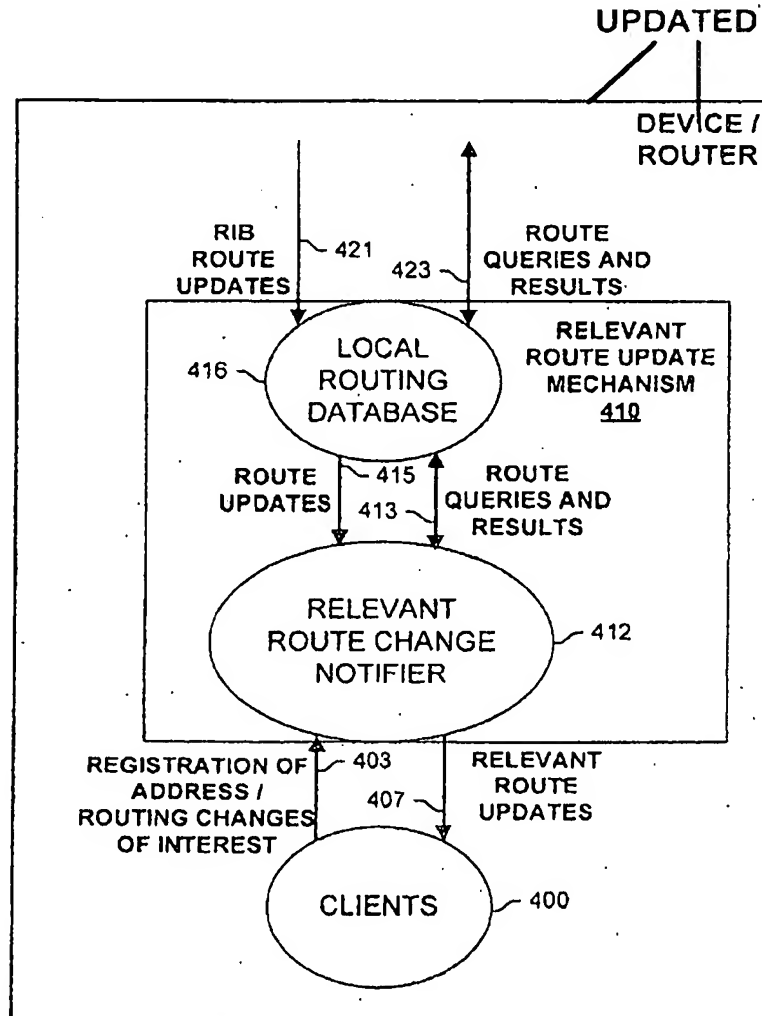 UPDATED
DEVICE /
ROUTER
RIB
ROUTE
UPDATES
421
423
ROUTE
QUERIES AND
RESULTS
416
LOCAL
ROUTING
DATABASE
RELEVANT
ROUTE UPDATE
MECHANISM
410
ROUTE
UPDATES
415
413
ROUTE
QUERIES AND
RESULTS
RELEVANT
ROUTE CHANGE
NOTIFIER
412
REGISTRATION OF
ADDRESS /
ROUTING CHANGES
OF INTEREST
403
407
RELEVANT
ROUTE
UPDATES
CLIENTS
400